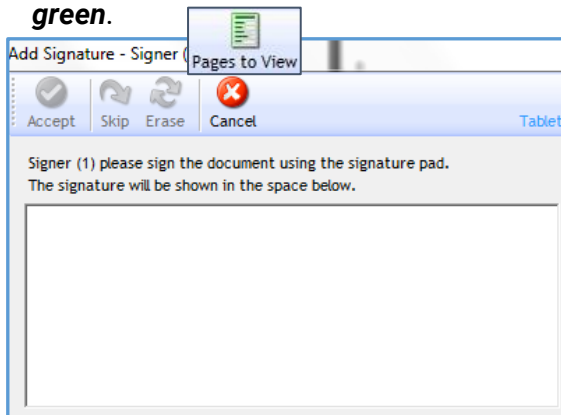 green.
Add Signature - Signer (
Pages to View
Accept Skip Erase Cancel Tablet
Signer (1) please sign the document using the signature pad.
The signature will be shown in the space below.